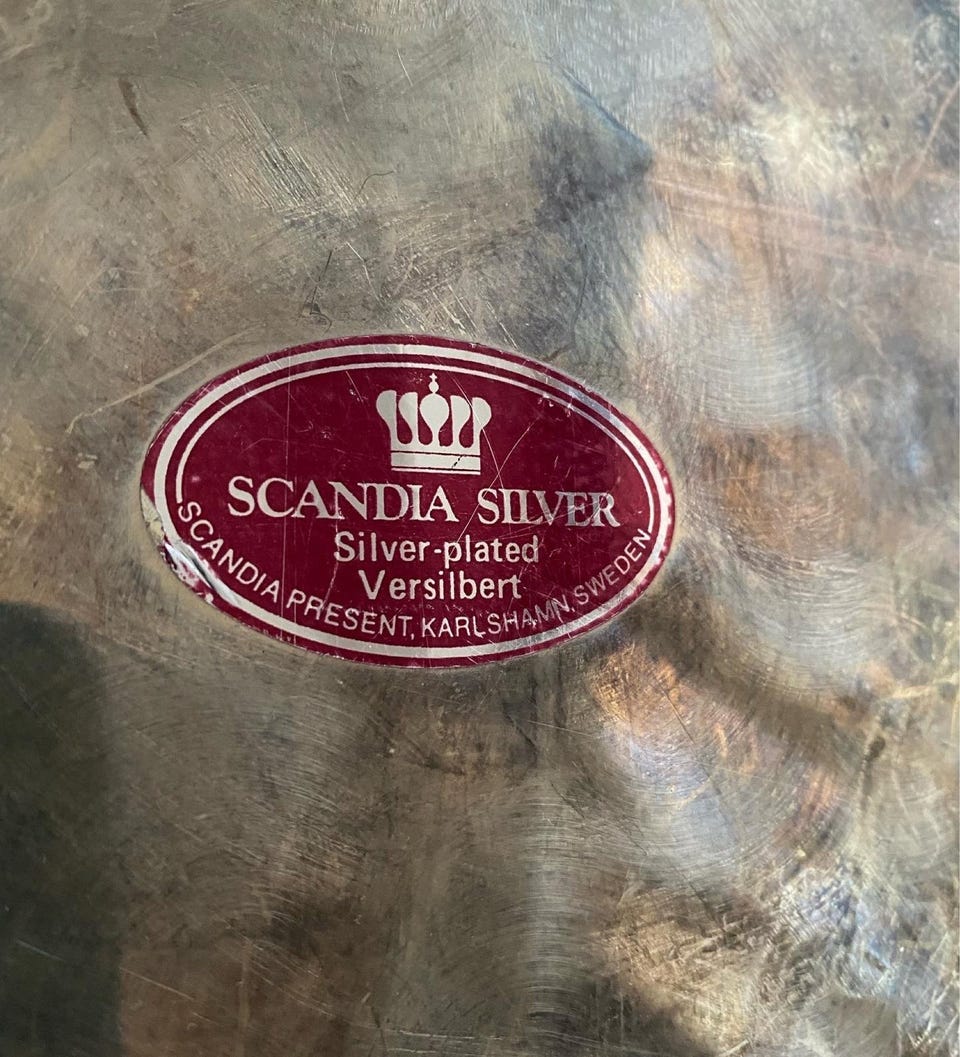 SCANDIA SILVER
Silver-plated
Versilbert
SCANDIA PRESENT, KARLSHAMN, SWEDEN